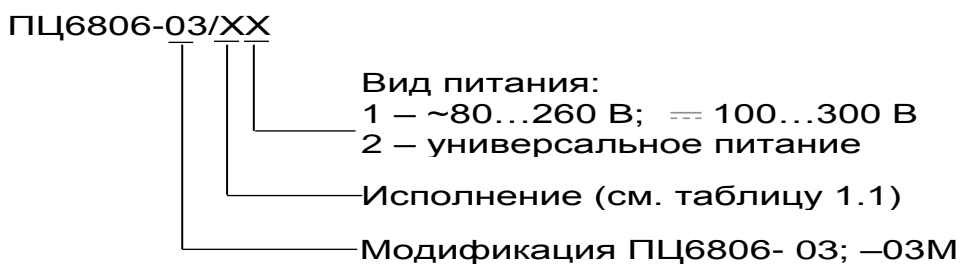 ПЦ6806-03/ХХ
Вид питания:
1 – ~80…260 В; ⎓ 100…300 В
2 – универсальное питание
Исполнение (см. таблицу 1.1)
Модификация ПЦ6806- 03; –03М